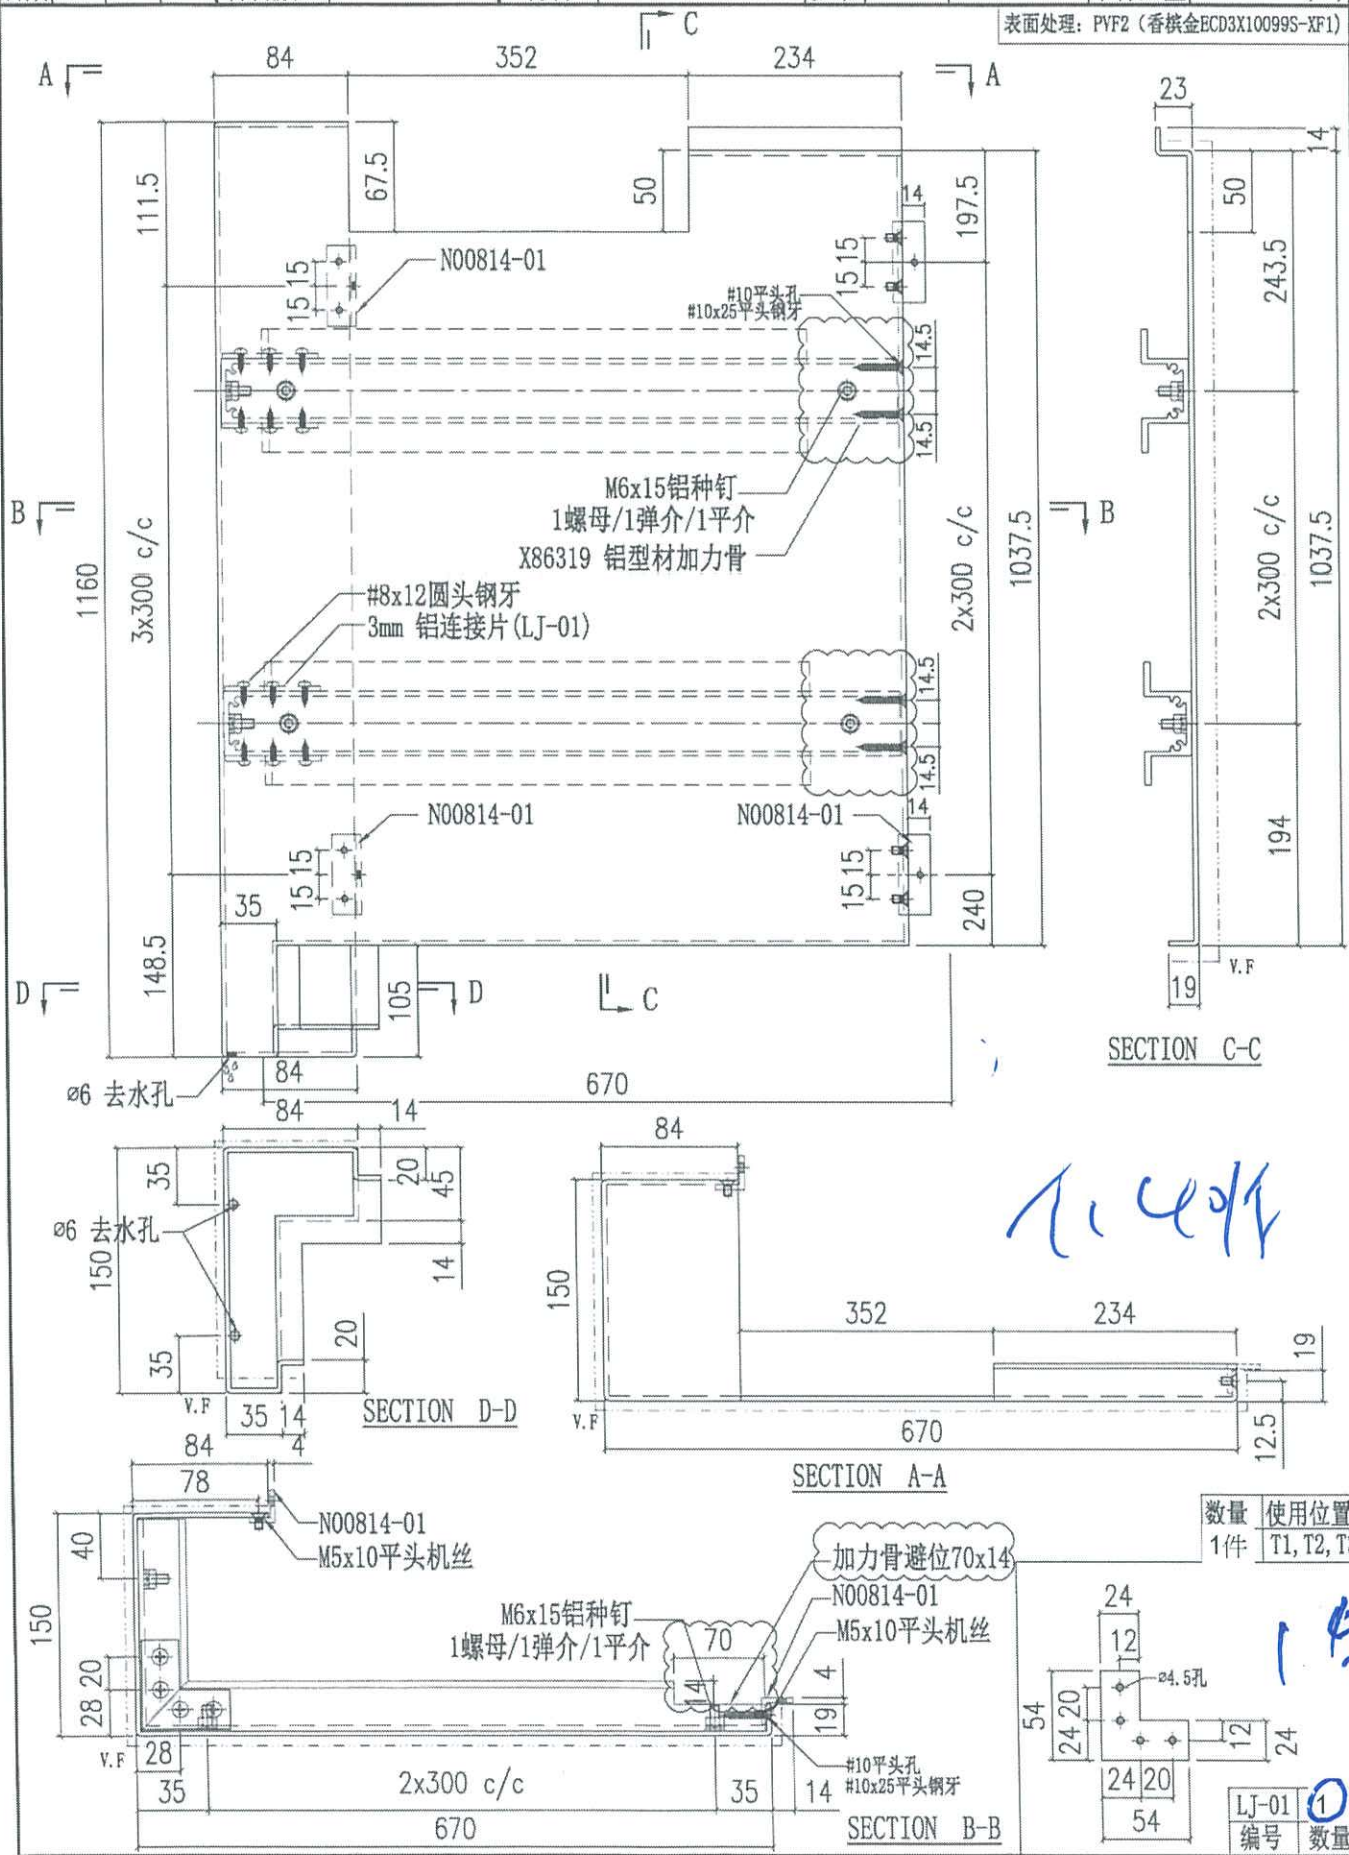 表面处理: PVF2 (香槟金ECD3X10099S-XF1)
C
A
84
352
234
A
23
14
111.5
67.5
50
14
197.5
50
243.5
N00814-01
15
15
15
15
#10平头孔
#10x25平头钢牙
14.5
14.5
M6x15铝种钉
1螺母/1弹介/1平介
X86319 铝型材加力骨
B
B
1160
3x300 c/c
2x300 c/c
1037.5
2x300 c/c
1037.5
#8x12圆头钢牙
3mm 铝连接片(LJ-01)
14.5
14.5
N00814-01
N00814-01
14
15
15
15
15
35
240
194
148.5
105
D
D
C
19
V.F
SECTION C-C
84
ø6 去水孔
670
84
14
35
20
45
ø6 去水孔
150
14
35
20
V.F
35
14
4
SECTION D-D
84
150
352
234
19
V.F
670
12.5
SECTION A-A
84
78
N00814-01
M5x10平头机丝
40
150
20
28
V.F
28
35
2x300 c/c
35
14
670
M6x15铝种钉
1螺母/1弹介/1平介
加力骨避位70x14
N00814-01
M5x10平头机丝
70
14
4
19
#10平头孔
#10x25平头钢牙
SECTION B-B
数量 使用位置
1件 T1,T2,T
24
12
ø4.5孔
54
20
24
12
24
24
20
54
LJ-01 1
编号 数量